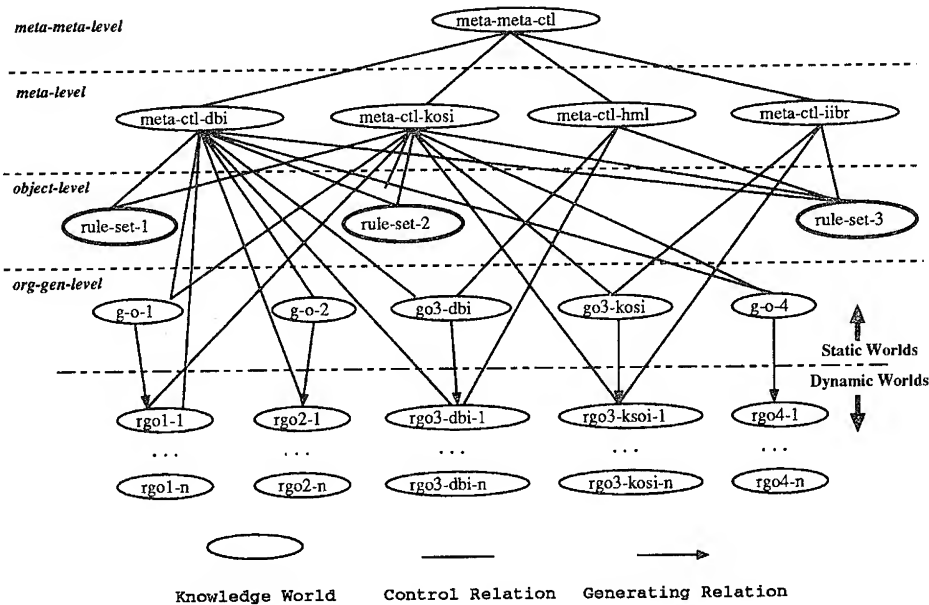 meta-meta-level
meta-meta-ctl
meta-level
meta-ctl-dbi
meta-ctl-kosi
meta-ctl-hml
meta-ctl-iibr
object-level
rule-set-1
rule-set-2
rule-set-3
org-gen-level
g-o-1
g-o-2
go3-dbi
go3-kosi
g-o-4
Static Worlds
Dynamic Worlds
rgo1-1
rgo2-1
rgo3-dbi-1
rgo3-ksoi-1
rgo4-1
. . .
. . .
. . .
. . .
. . .
rgo1-n
rgo2-n
rgo3-dbi-n
rgo3-kosi-n
rgo4-n
Knowledge World
Control Relation
Generating Relation